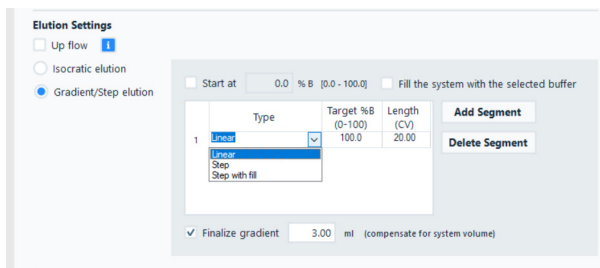 Elution Settings
Up flow i
Isocratic elution
Gradient/Step elution
Start at 0.0 % B [0.0 - 100.0] Fill the system with the selected buffer
Type Target %B (0-100) Length (CV)
1 Linear 100.0 20.00
Linear
Step
Step with fill
Add Segment
Delete Segment
Finalize gradient 3.00 ml (compensate for system volume)